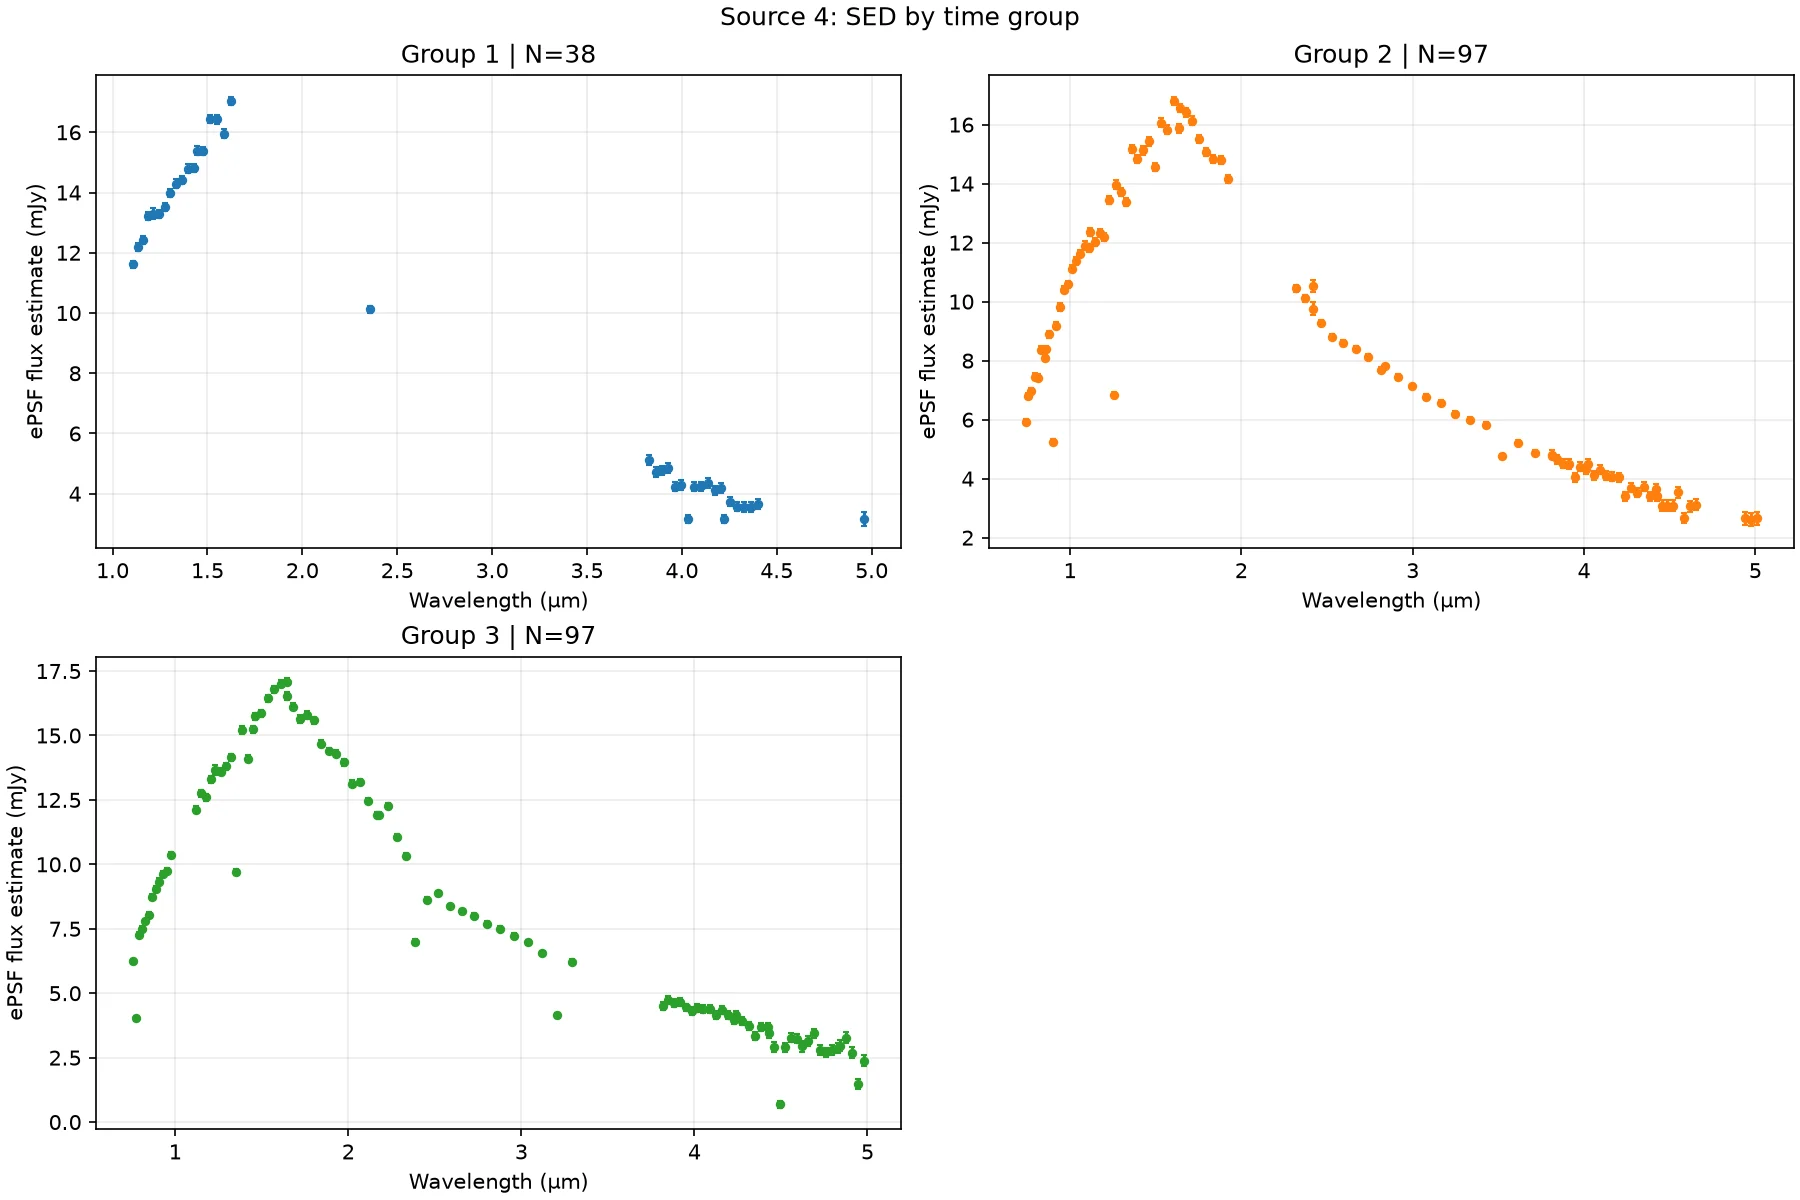 Source 4: SED by time group
Group 1 | N=38
ePSF flux estimate (mJy)
16
14
12
10
8
6
4
1.0 1.5 2.0 2.5 3.0 3.5 4.0 4.5 5.0
Wavelength (µm)
Group 2 | N=97
ePSF flux estimate (mJy)
16
14
12
10
8
6
4
2
1 2 3 4 5
Wavelength (µm)
Group 3 | N=97
ePSF flux estimate (mJy)
17.5
15.0
12.5
10.0
7.5
5.0
2.5
0.0
1 2 3 4 5
Wavelength (µm)